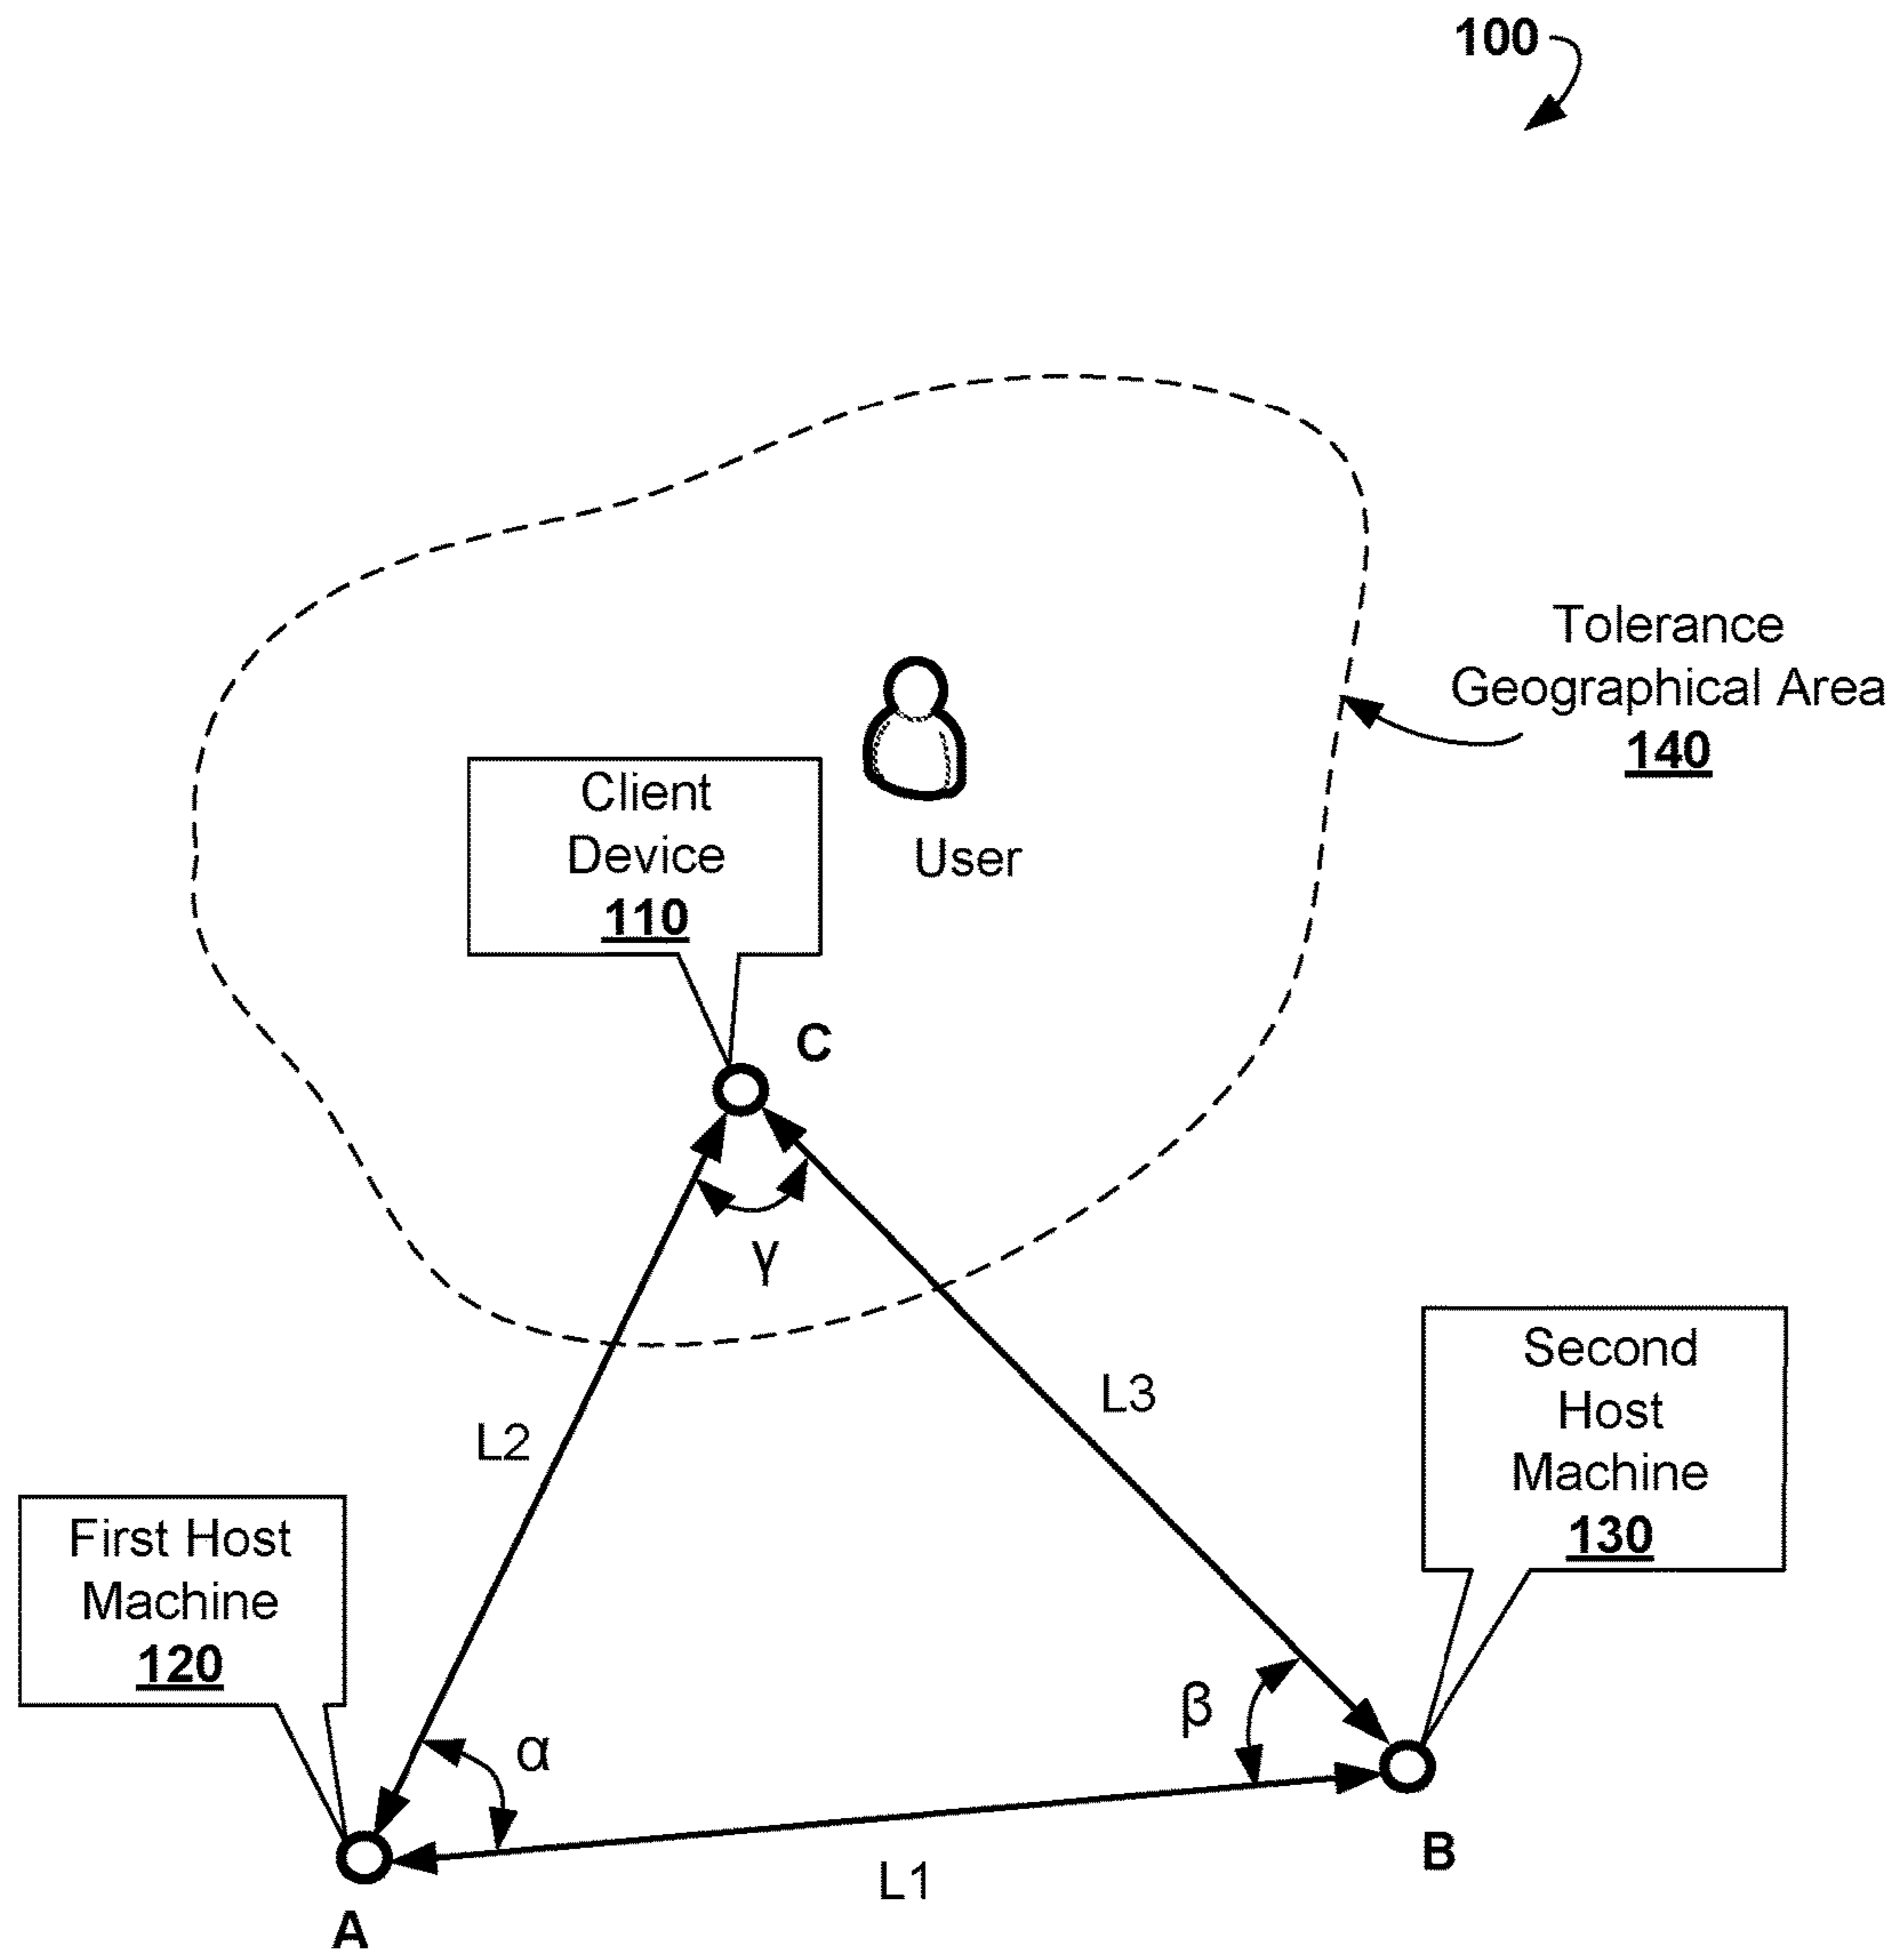 100
Tolerance
Geographical Area
140
Client
Device
110
User
C
γ
L3
L2
Second
Host
Machine
130
First Host
Machine
120
β
α
L1
B
A